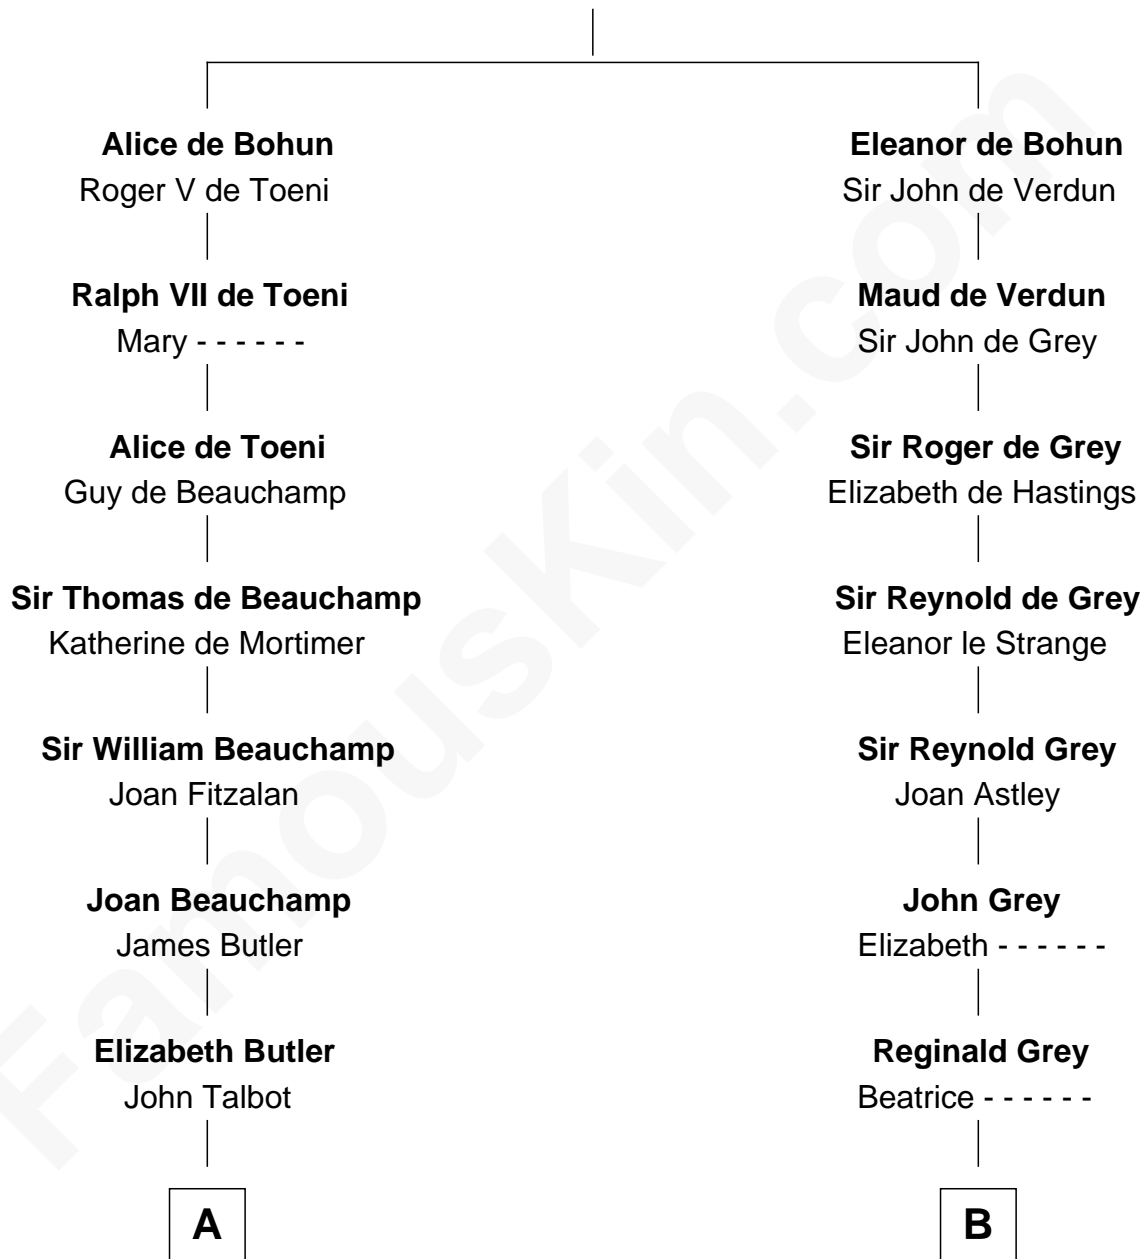 Alice de Bohun
Roger V de Toeni
Ralph VII de Toeni
Mary - - - - - -
Alice de Toeni
Guy de Beauchamp
Sir Thomas de Beauchamp
Katherine de Mortimer
Sir William Beauchamp
Joan Fitzalan
Joan Beauchamp
James Butler
Elizabeth Butler
John Talbot
A
Eleanor de Bohun
Sir John de Verdun
Maud de Verdun
Sir John de Grey
Sir Roger de Grey
Elizabeth de Hastings
Sir Reynold de Grey
Eleanor le Strange
Sir Reynold Grey
Joan Astley
John Grey
Elizabeth - - - - - -
Reginald Grey
Beatrice - - - - - -
B
FamousKin.com